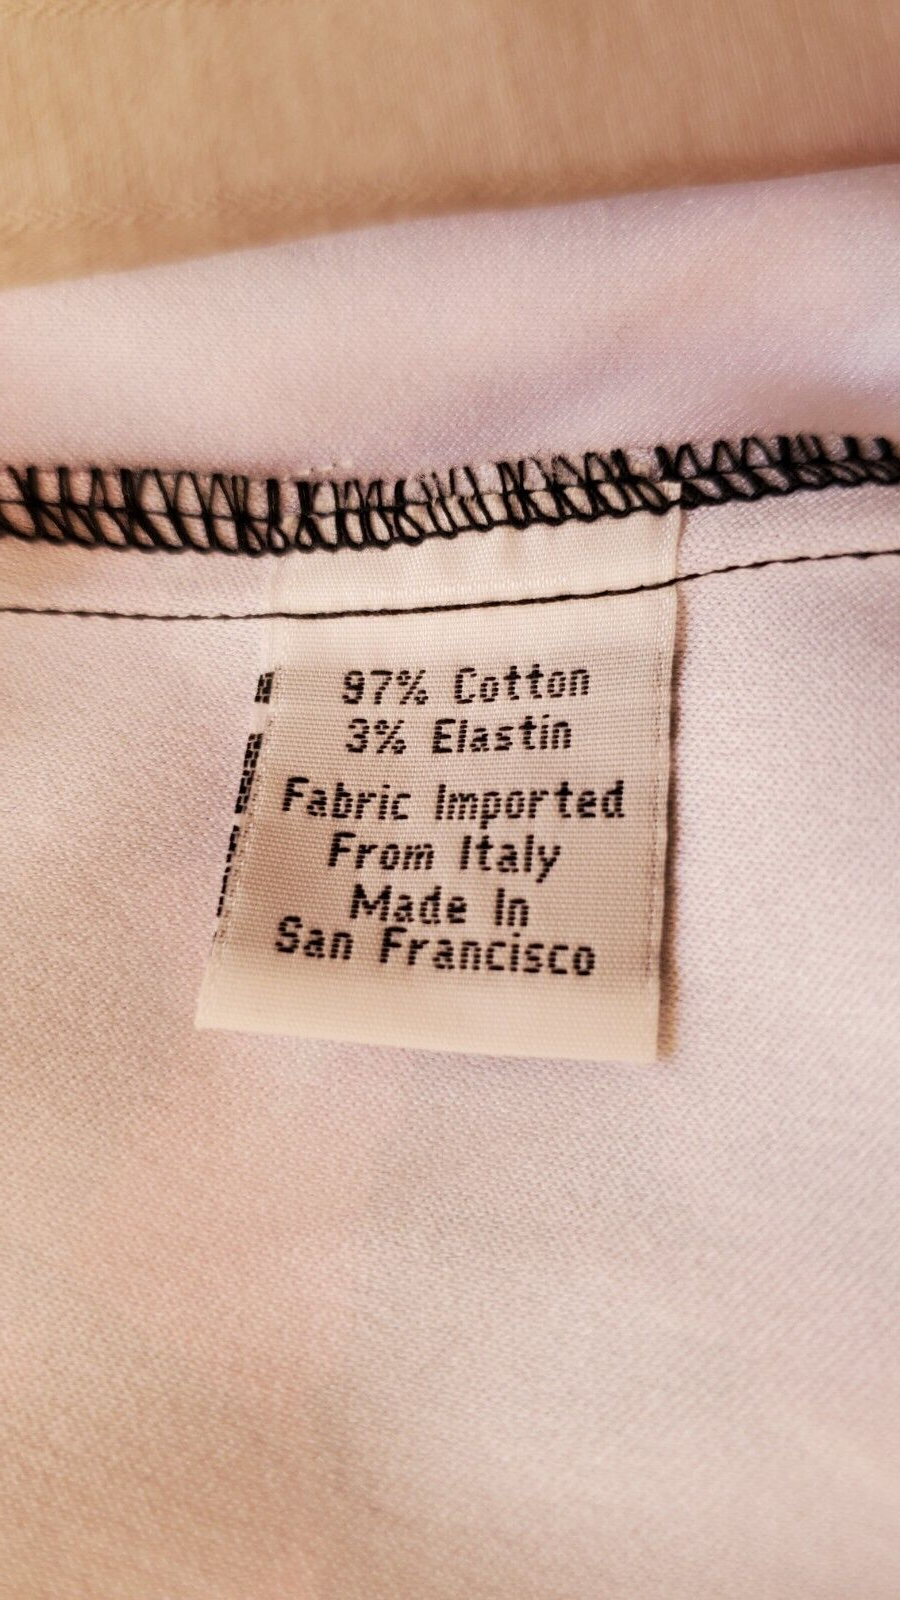 97% Cotton
3% Elastin
Fabric Imported
From Italy
Made In
San Francisco